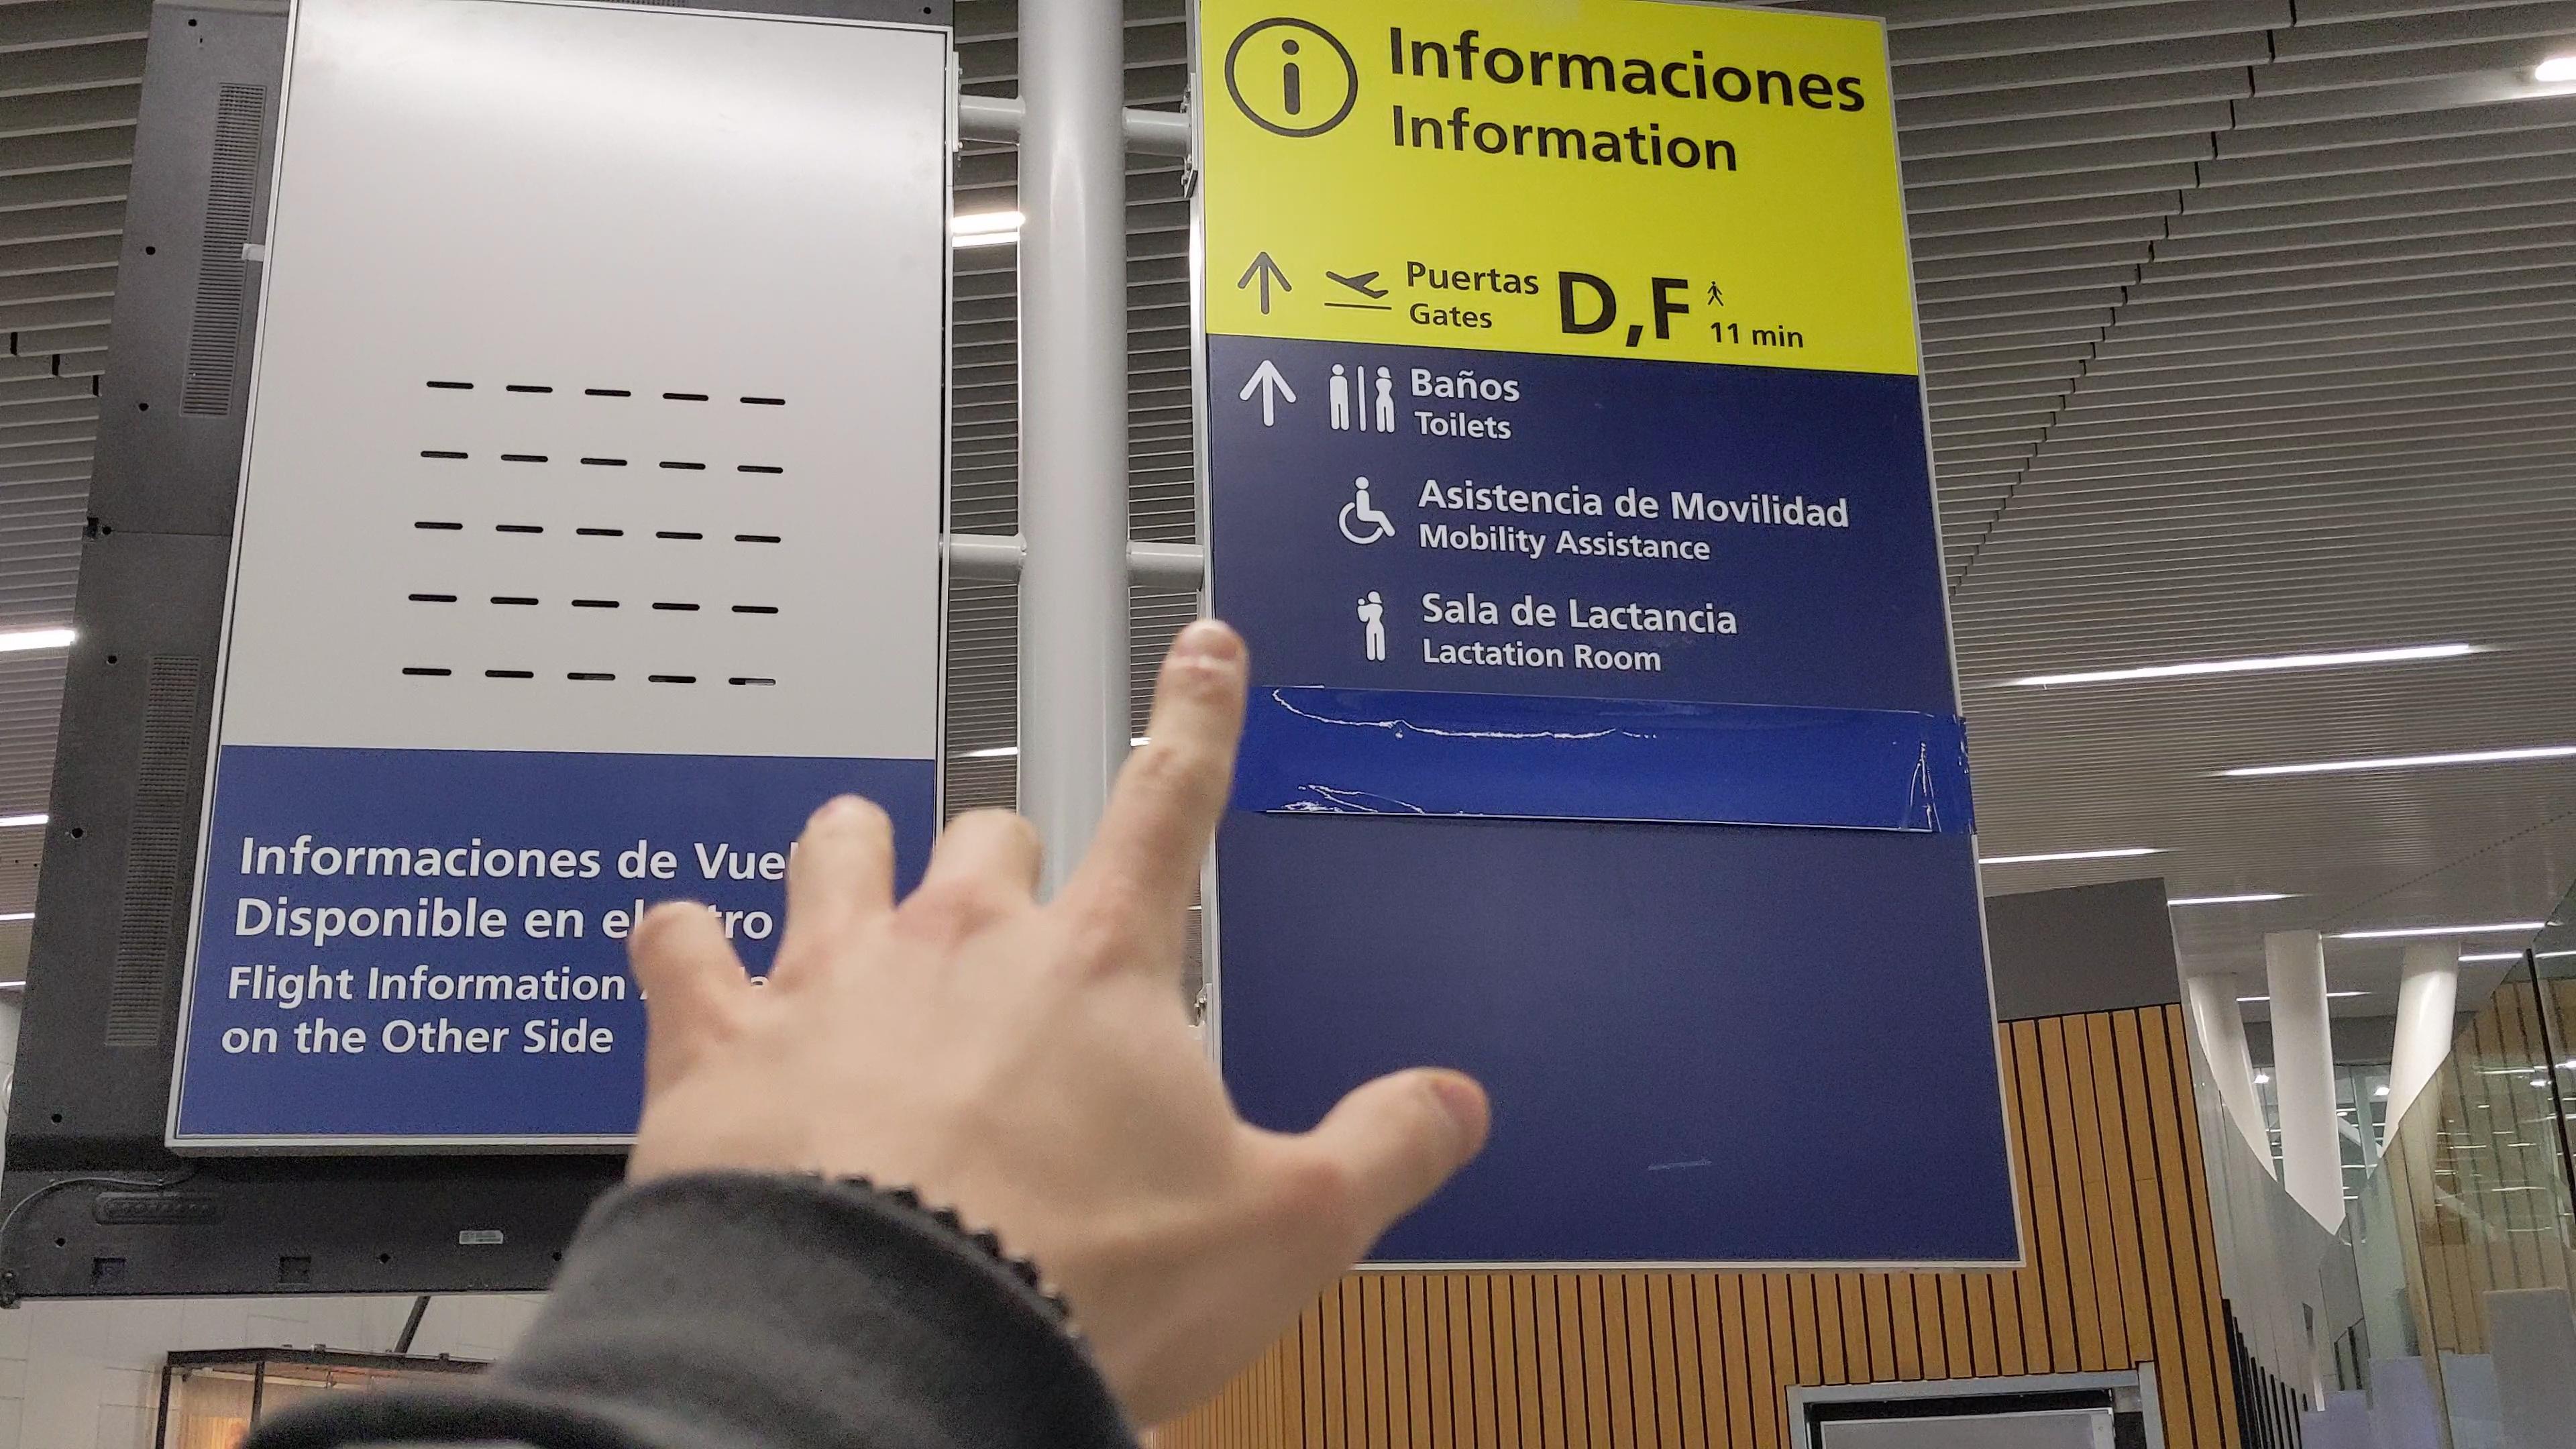 Informaciones de
Disponible en el
Flight Information
on the Other Side
Informaciones
Information
Puertas
Gates
D,F
11 min
Baños
Toilets
Asistencia de Movilidad
Mobility Assistance
Sala de Lactancia
Lactation Room